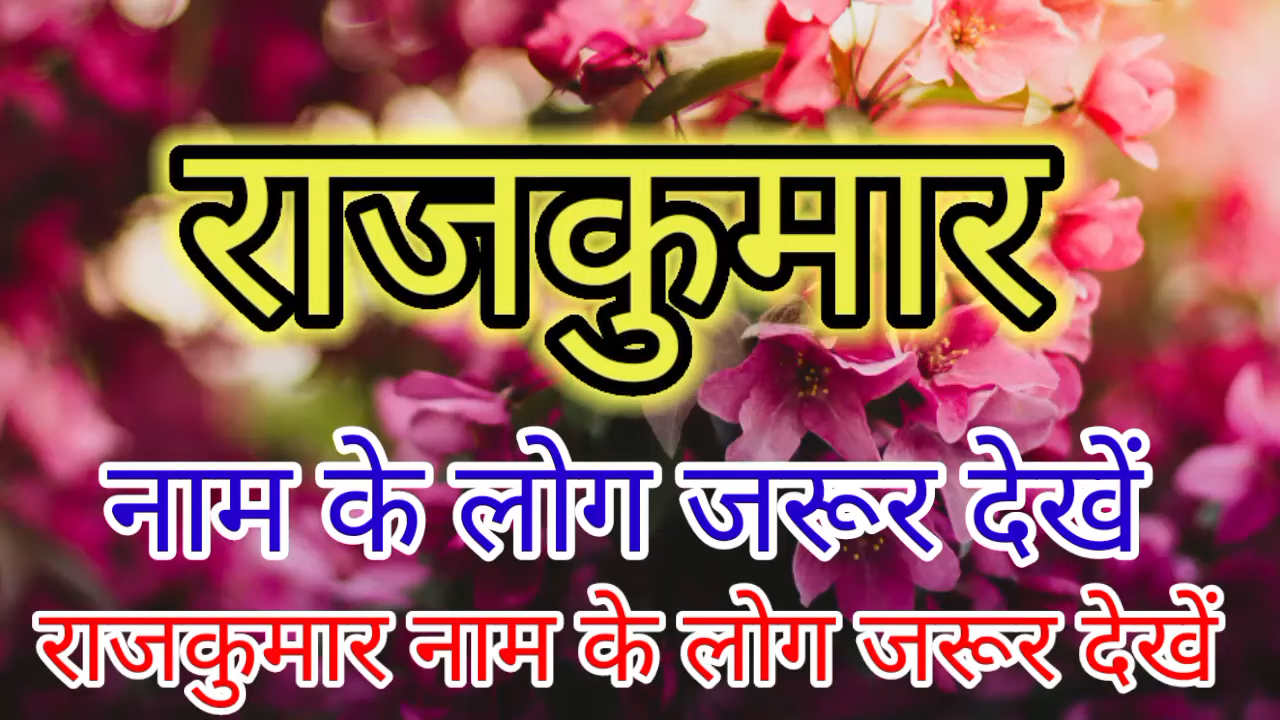 राजकुमार
नाम के लोग जरूर देखें
राजकुमार नाम के लोग जरूर देखें